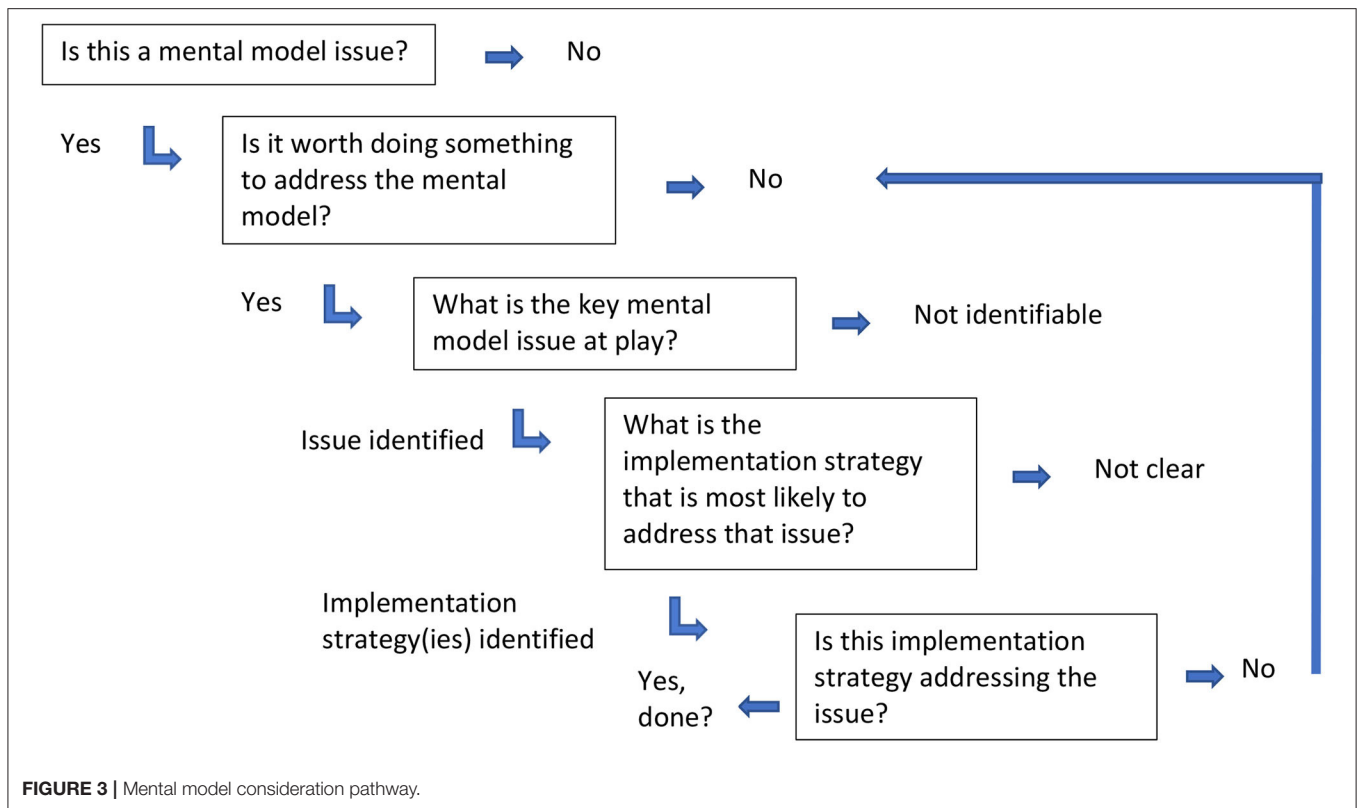 Is this a mental model issue?
No
Yes
Is it worth doing something
to address the mental
model?
No
Yes
What is the key mental
model issue at play?
Not identifiable
Issue identified
What is the
implementation strategy
that is most likely to
address that issue?
Not clear
Implementation
strategy(ies) identified
Is this implementation
strategy addressing the
issue?
No
Yes,
done?
FIGURE 3 | Mental model consideration pathway.